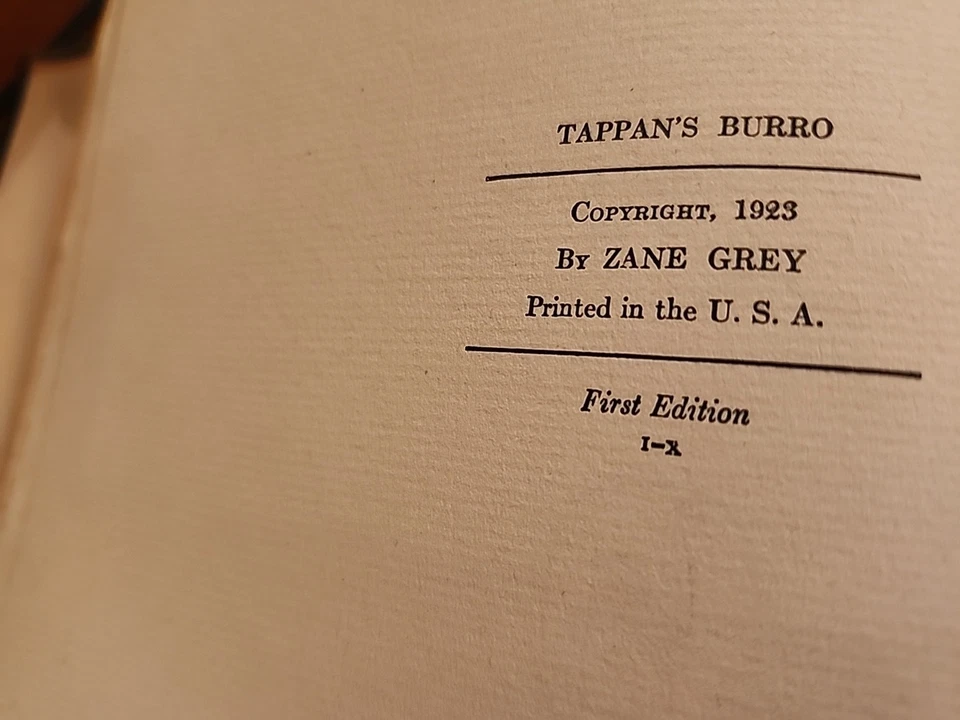 TAPPAN'S BURRO
COPYRIGHT, 1923
BY ZANE GREY
Printed in the U. S. A.
First Edition
I-X